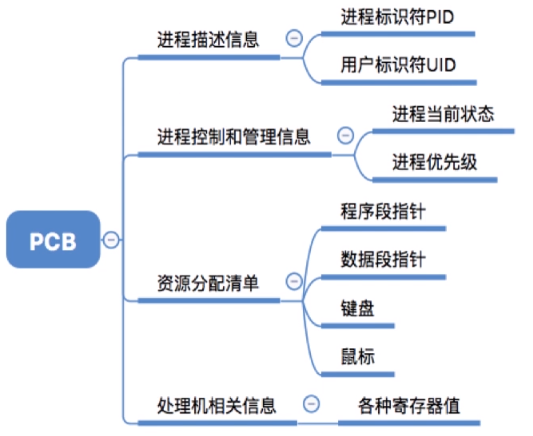 PCB
进程描述信息
进程标识符PID
用户标识符UID
进程控制和管理信息
进程当前状态
进程优先级
资源分配清单
程序段指针
数据段指针
键盘
鼠标
处理机相关信息
各种寄存器值